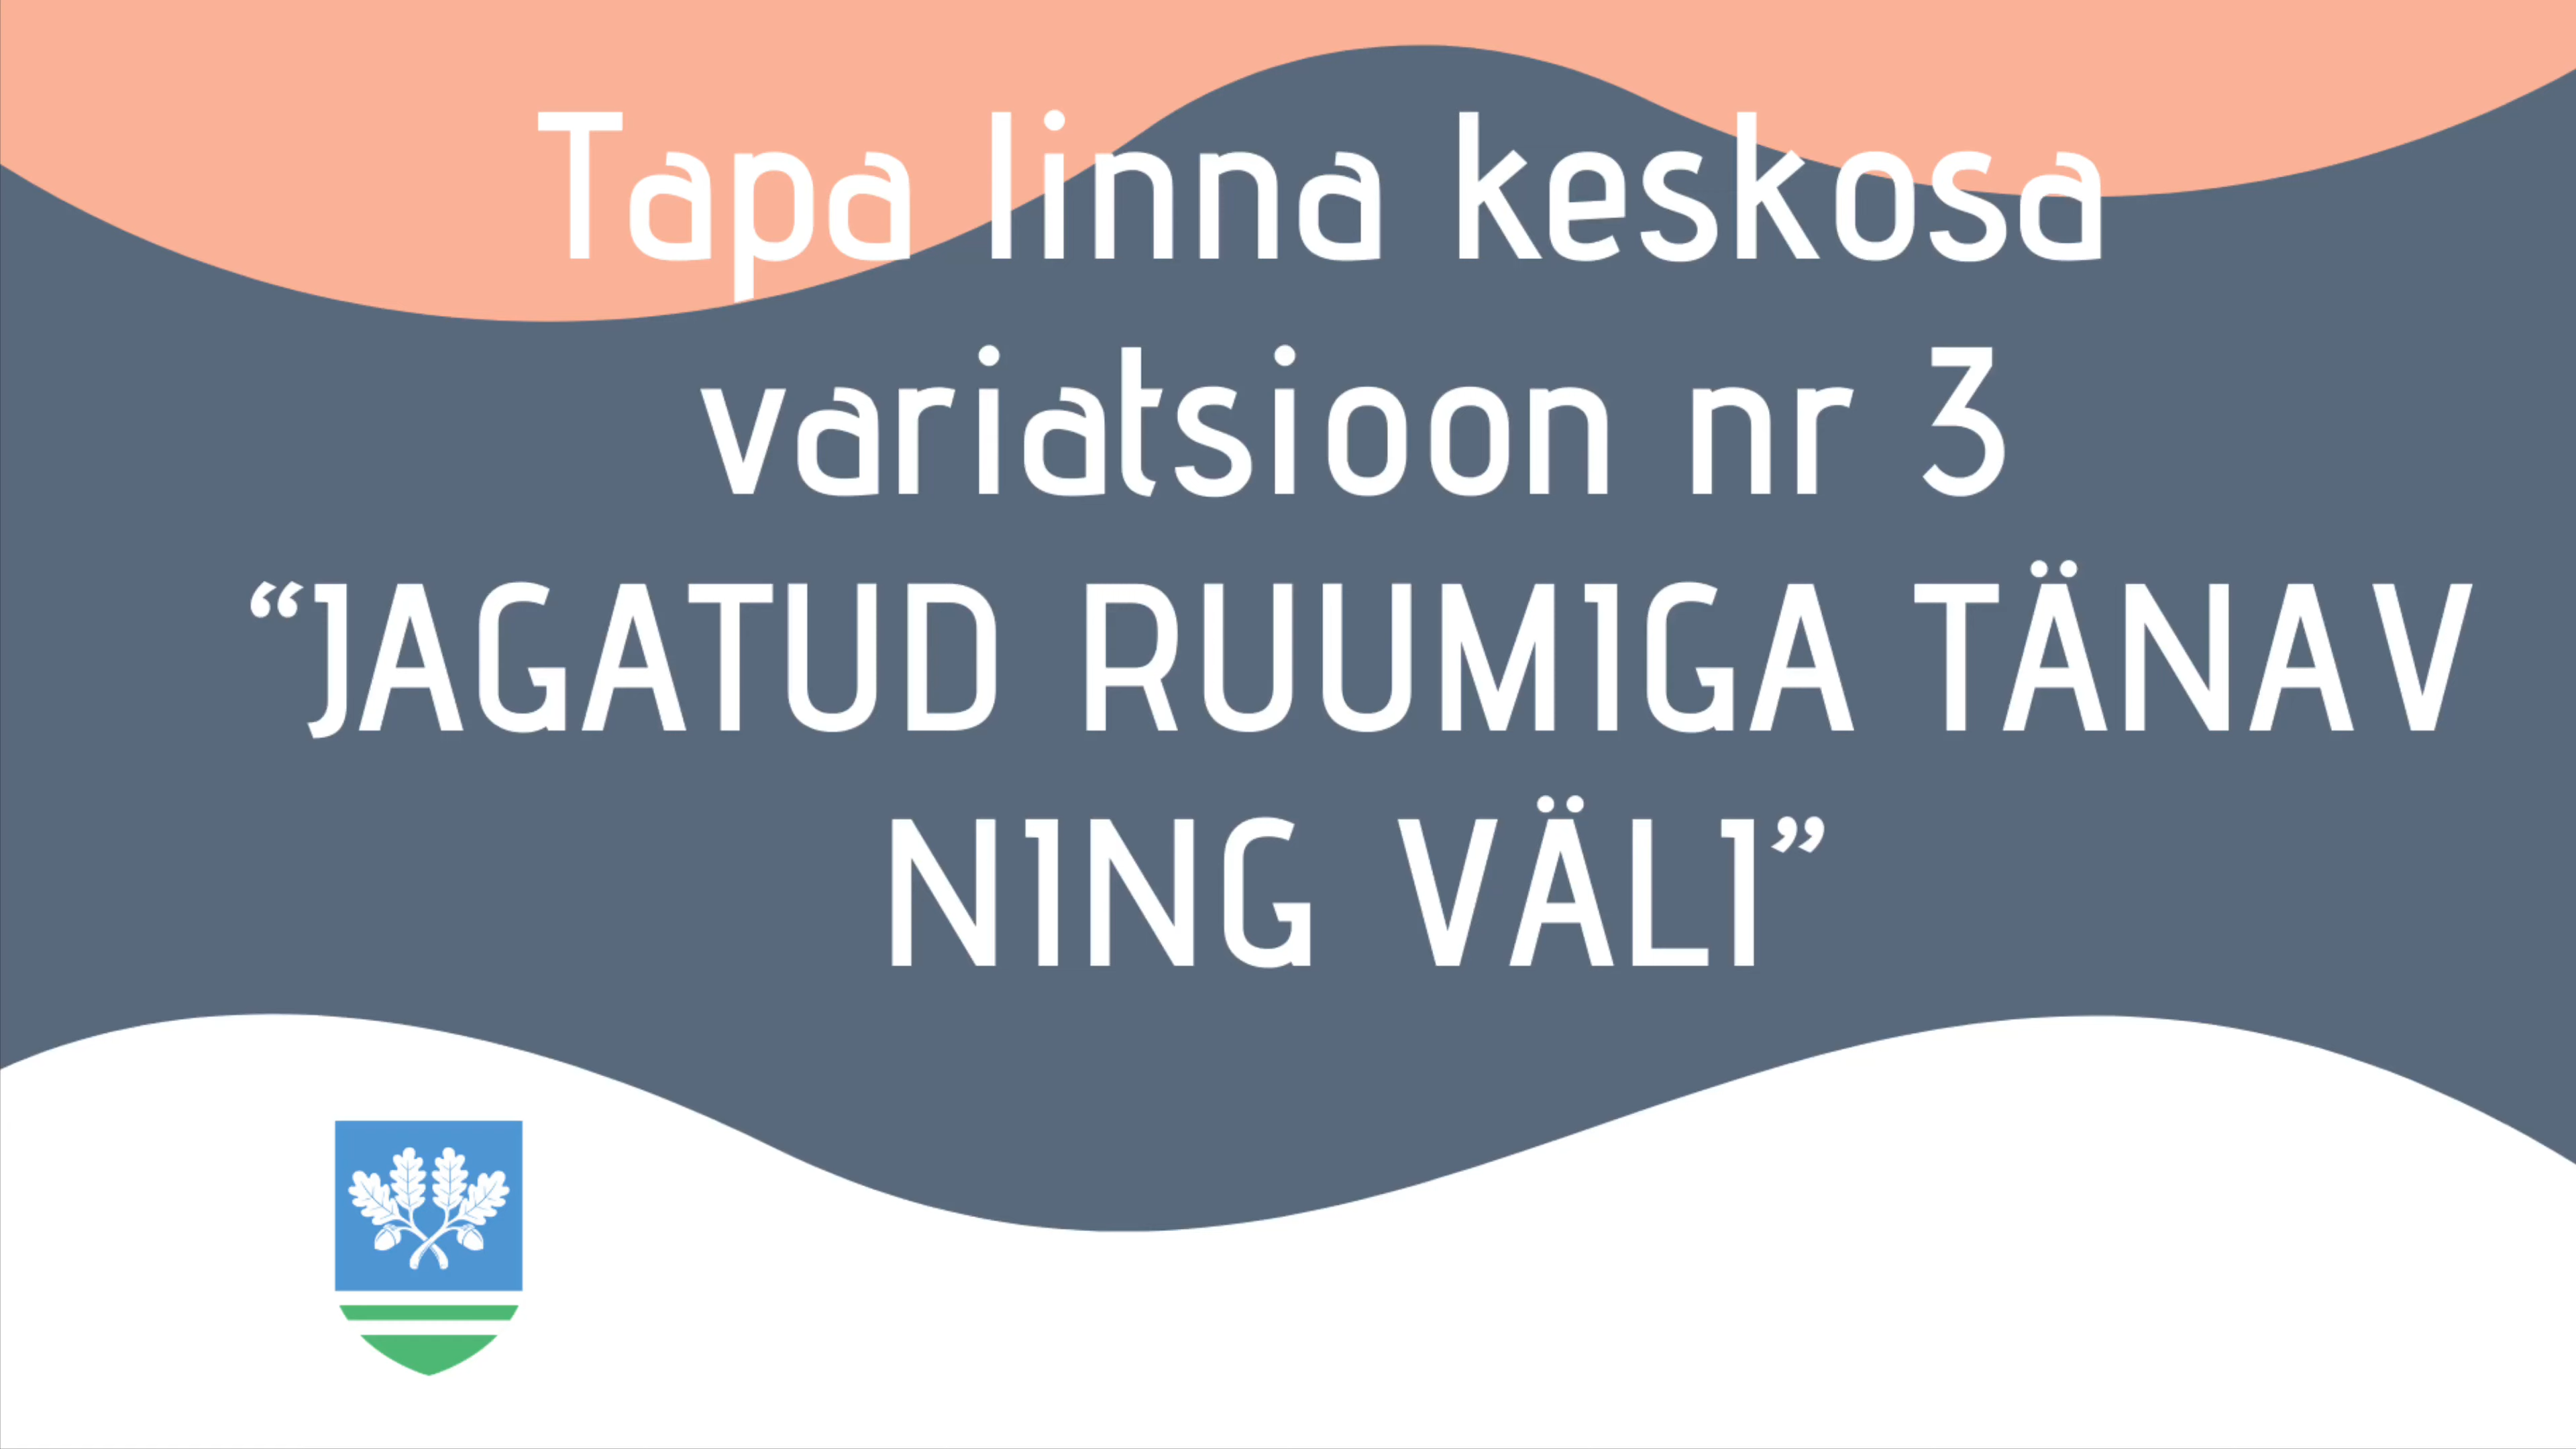 Tapa linna keskosa
variatsioon nr 3
“JAGATUD RUUMIGA TÄNAV
NING VÄLI”